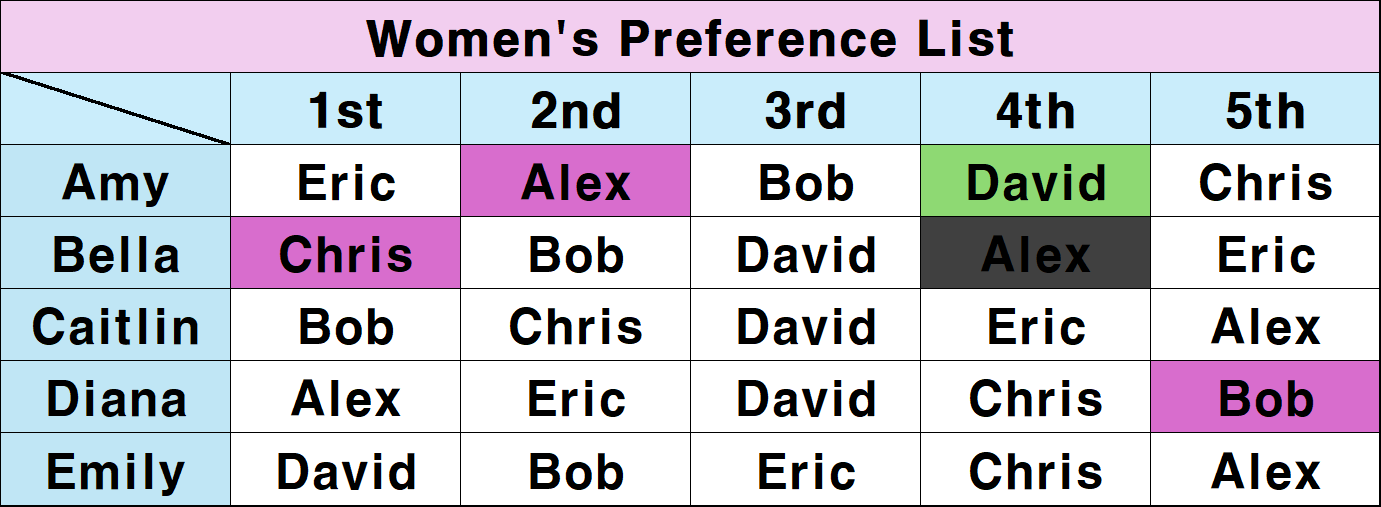 Women's Preference List
1st 2nd 3rd 4th 5th
Amy Eric Alex Bob David Chris
Bella Chris Bob David Alex Eric
Caitlin Bob Chris David Eric Alex
Diana Alex Eric David Chris Bob
Emily David Bob Eric Chris Alex